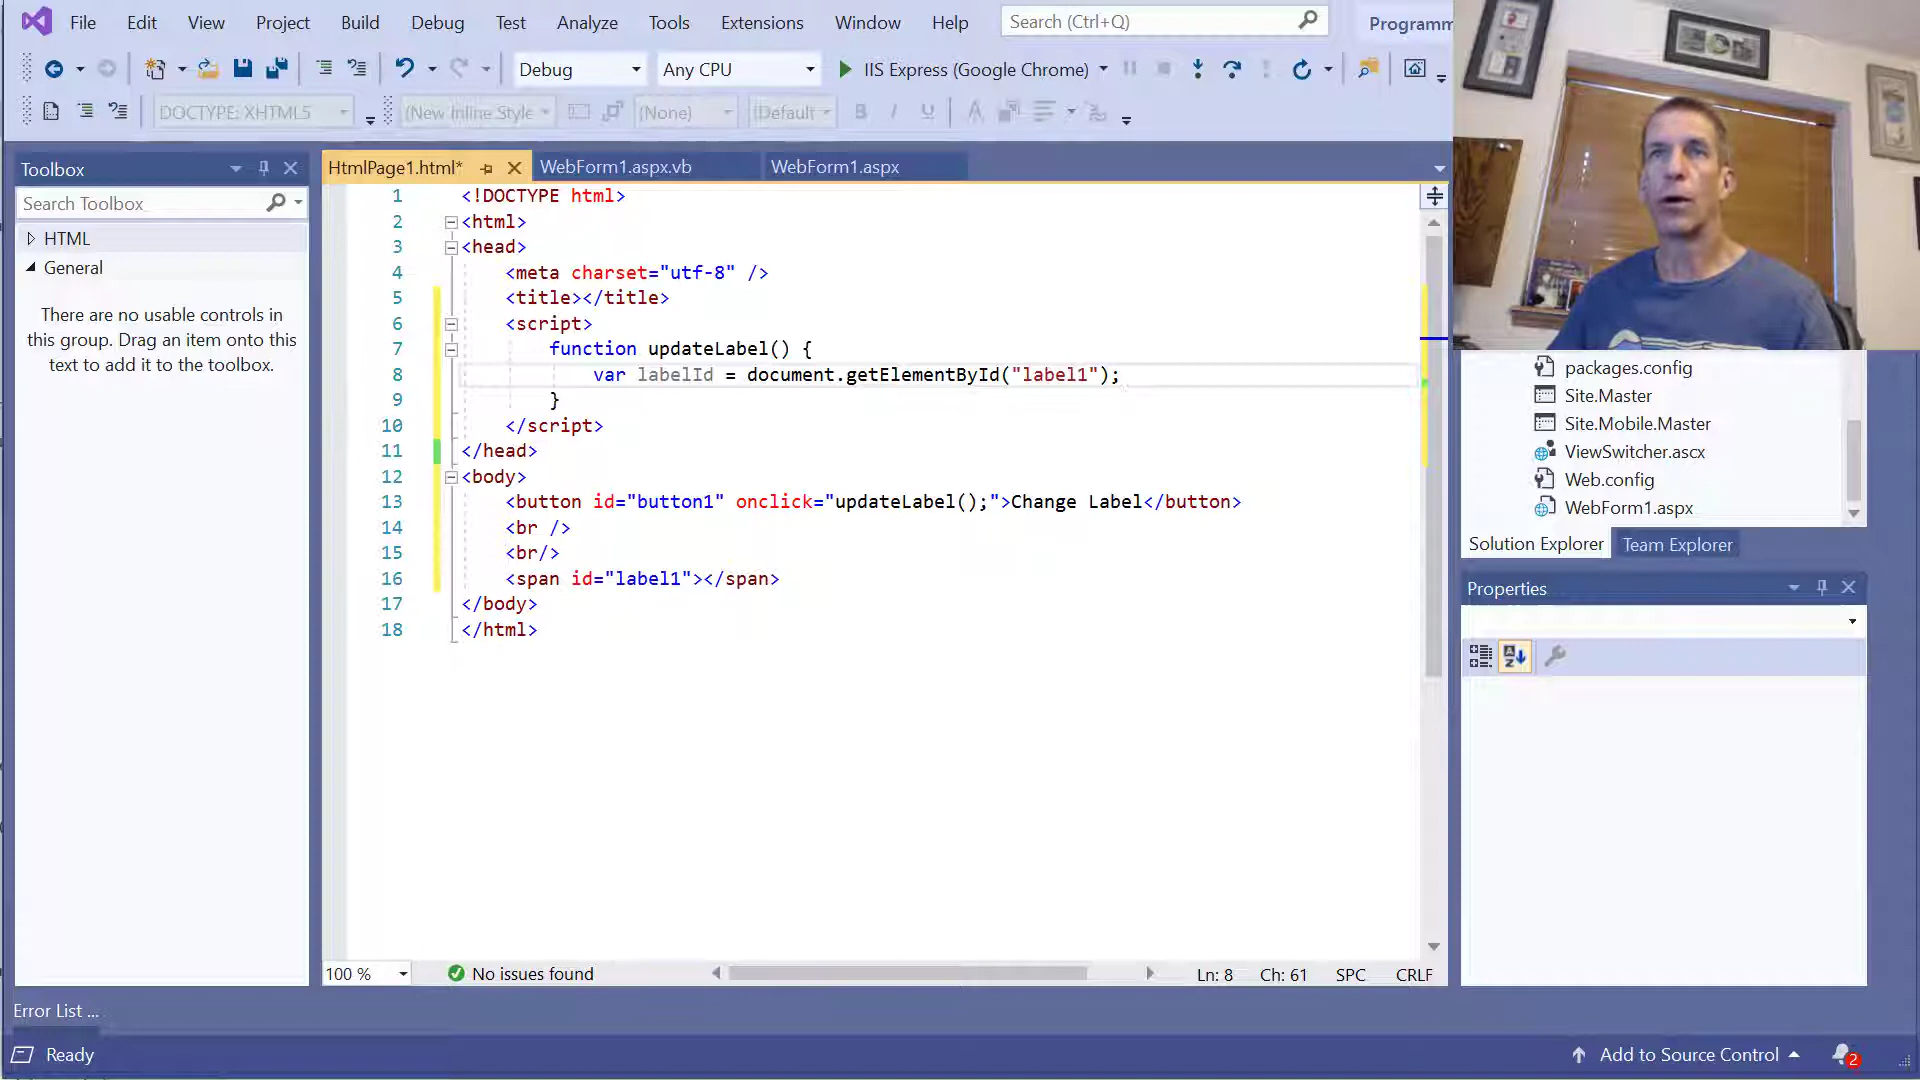 File Edit View Project Build Debug Test Analyze Tools Extensions Window Help Search (Ctrl+Q) Programm
Debug Any CPU IIS Express (Google Chrome)
DOCTYPE: XHTML5 (New Inline Style (None) (Default B I U A
Toolbox
Search Toolbox
HTML
General
There are no usable controls in
this group. Drag an item onto this
text to add it to the toolbox.
HtmlPage1.html* WebForm1.aspx.vb WebForm1.aspx
1 <!DOCTYPE html>
2 <html>
3 <head>
4 <meta charset="utf-8" />
5 <title></title>
6 <script>
7 function updateLabel() {
8 var labelId = document.getElementById("label1");
9 }
10 </script>
11 </head>
12 <body>
13 <button id="button1" onclick="updateLabel();">Change Label</button>
14 <br />
15 <br/>
16 <span id="label1"></span>
17 </body>
18 </html>
100 % No issues found Ln: 8 Ch: 61 SPC CRLF
packages.config
Site.Master
Site.Mobile.Master
ViewSwitcher.ascx
Web.config
WebForm1.aspx
Solution Explorer Team Explorer
Properties
Error List ...
Ready Add to Source Control 2